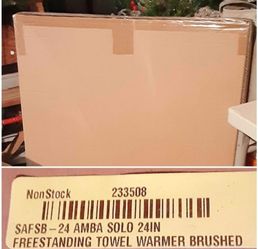 NonStock 233508
SAFSB-24 AMBA SOLO 24IN
FREESTANDING TOWEL WARMER BRUSHED